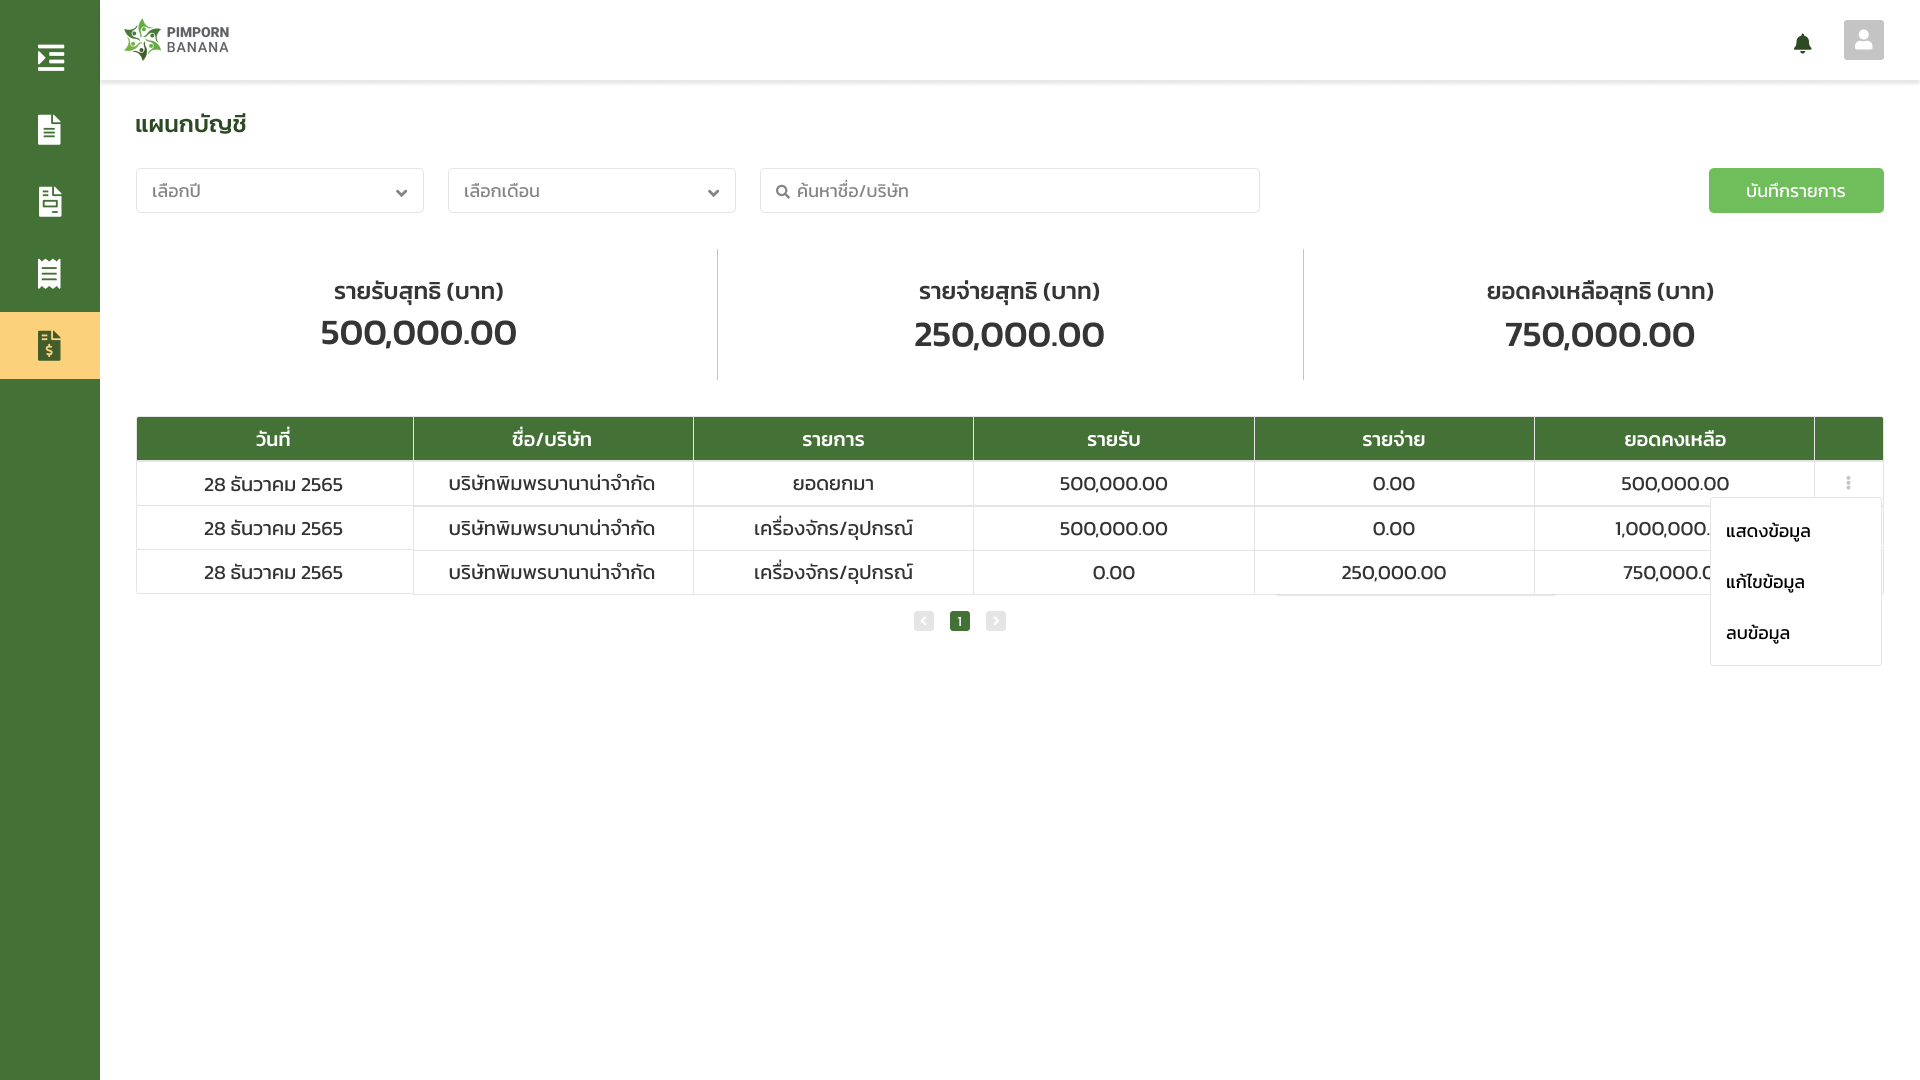 PIMPORN
BANANA
แผนกบัญชี
เลือกปี
เลือกเดือน
ค้นหาชื่อ/บริษัท
บันทึกรายการ
รายรับสุทธิ (บาท)
500,000.00
รายจ่ายสุทธิ (บาท)
250,000.00
ยอดคงเหลือสุทธิ (บาท)
750,000.00
วันที่ ชื่อ/บริษัท รายการ รายรับ รายจ่าย ยอดคงเหลือ
28 ธันวาคม 2565 บริษัทพิมพรบานาน่าจำกัด ยอดยกมา 500,000.00 0.00 500,000.00
28 ธันวาคม 2565 บริษัทพิมพรบานาน่าจำกัด เครื่องจักร/อุปกรณ์ 500,000.00 0.00 1,000,000.
28 ธันวาคม 2565 บริษัทพิมพรบานาน่าจำกัด เครื่องจักร/อุปกรณ์ 0.00 250,000.00 750,000.0
แสดงข้อมูล
แก้ไขข้อมูล
ลบข้อมูล
1